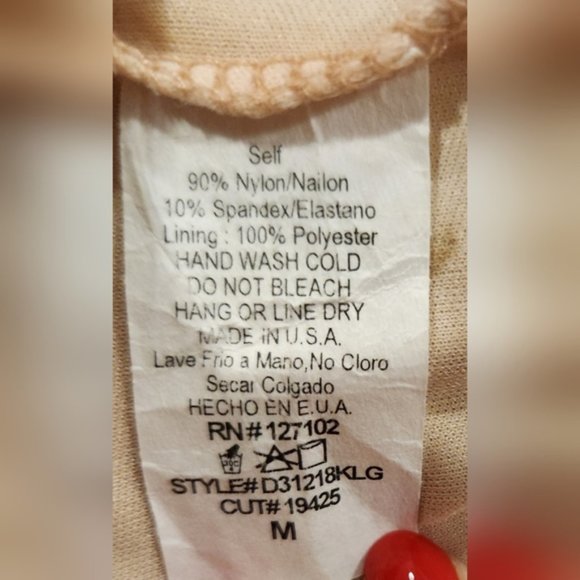 Self
90% Nylon/Nailon
10% Spandex/Elastano
Lining : 100% Polyester
HAND WASH COLD
DO NOT BLEACH
HANG OR LINE DRY
MADE IN U.S.A.
Lave Frio a Mano,No Cloro
Secar Colgado
HECHO EN E.U.A.
RN# 127102
STYLE# D31218KLG
CUT# 19425
M